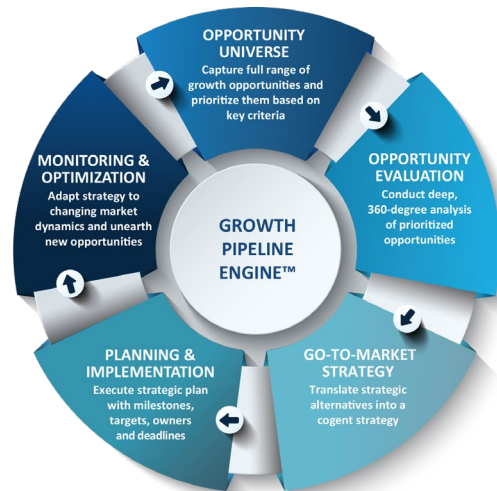 OPPORTUNITY
UNIVERSE
Capture full range of
growth opportunities and
prioritize them based on
key criteria
OPPORTUNITY
EVALUATION
Conduct deep,
360-degree analysis
of prioritized
opportunities
GO-TO-MARKET
STRATEGY
Translate strategic
alternatives into a
cogent strategy
PLANNING &
IMPLEMENTATION
Execute strategic plan
with milestones,
targets, owners
and deadlines
MONITORING &
OPTIMIZATION
Adapt strategy to
changing market
dynamics and unearth
new opportunities
GROWTH
PIPELINE
ENGINE™